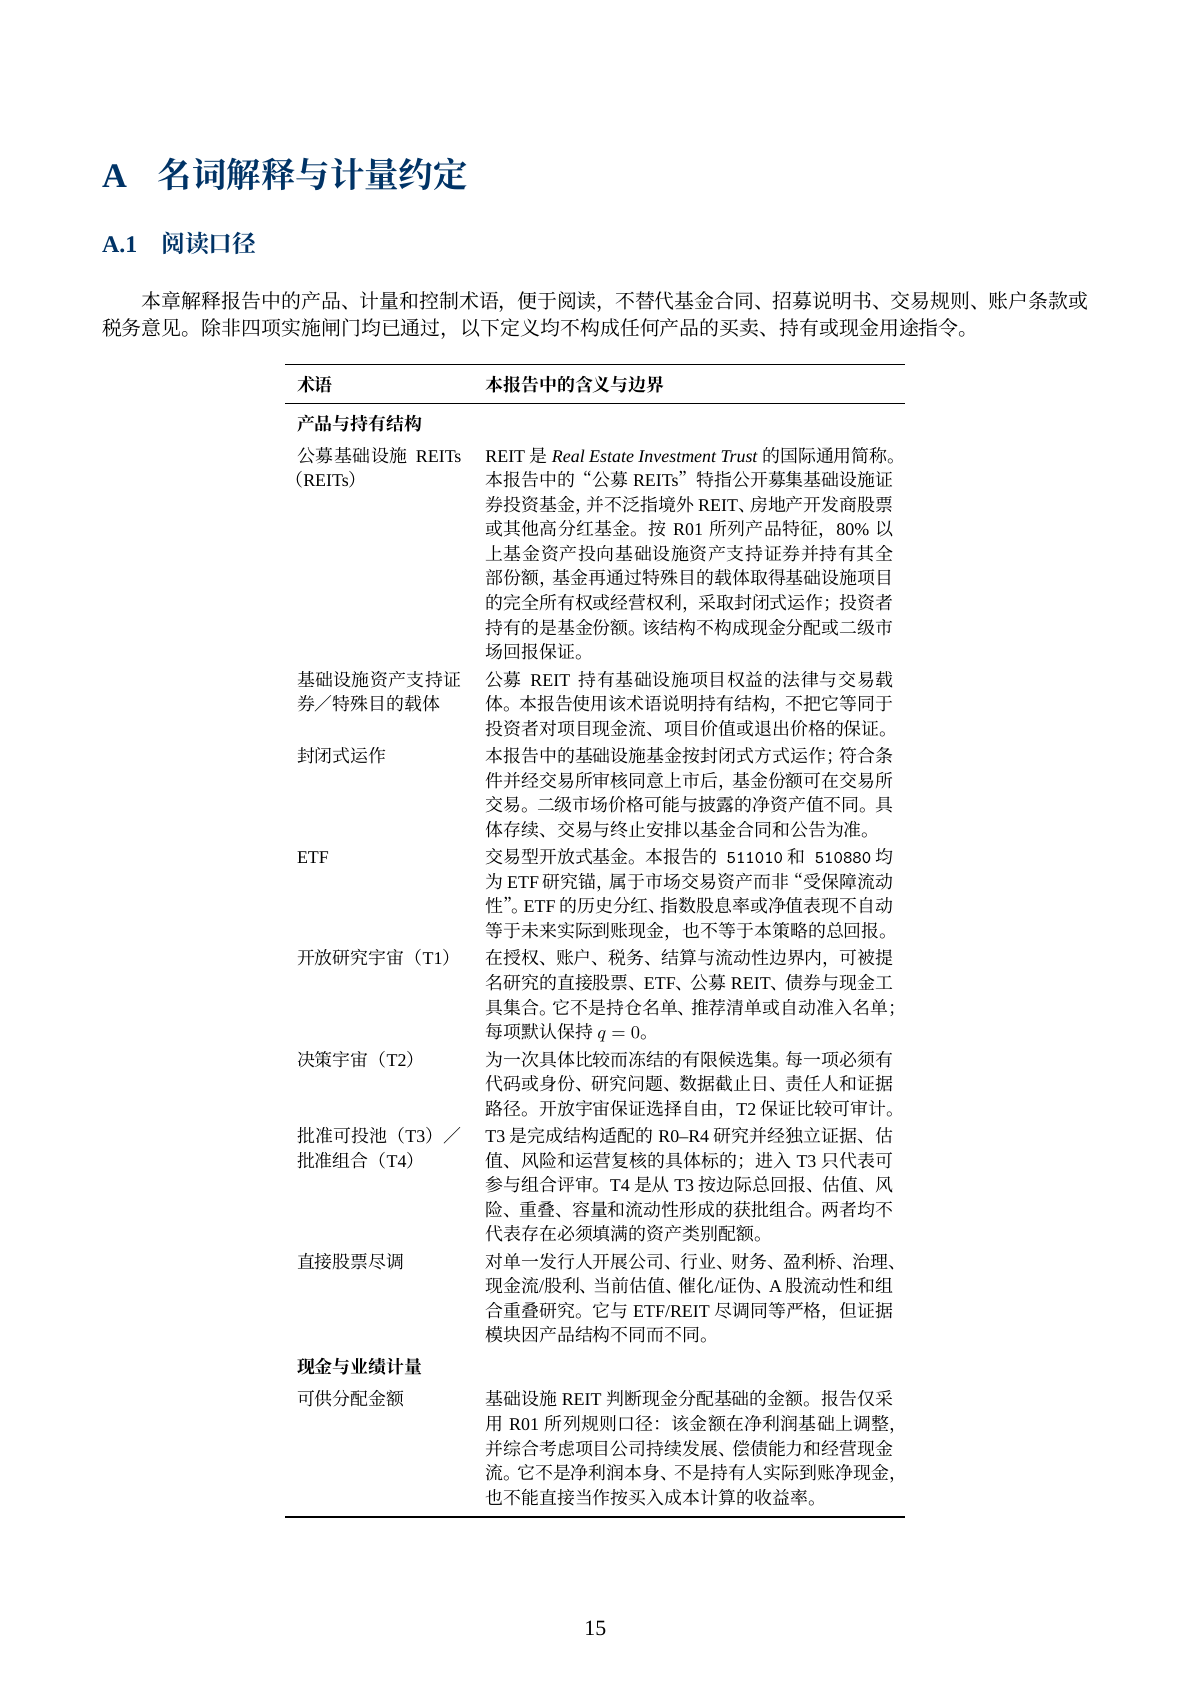 A 名词解释与计量约定
A.1 阅读口径
本章解释报告中的产品、计量和控制术语，便于阅读，不替代基金合同、招募说明书、交易规则、账户条款或
税务意见。除非四项实施闸门均已通过，以下定义均不构成任何产品的买卖、持有或现金用途指令。
术语 本报告中的含义与边界
产品与持有结构
公募基础设施 REITs REIT 是 Real Estate Investment Trust 的国际通用简称。
（REITs） 本报告中的“公募 REITs”特指公开募集基础设施证
券投资基金，并不泛指境外 REIT、房地产开发商股票
或其他高分红基金。按 R01 所列产品特征，80% 以
上基金资产投向基础设施资产支持证券并持有其全
部份额，基金再通过特殊目的载体取得基础设施项目
的完全所有权或经营权利，采取封闭式运作；投资者
持有的是基金份额。该结构不构成现金分配或二级市
场回报保证。
基础设施资产支持证 公募 REIT 持有基础设施项目权益的法律与交易载
券／特殊目的载体 体。本报告使用该术语说明持有结构，不把它等同于
投资者对项目现金流、项目价值或退出价格的保证。
封闭式运作 本报告中的基础设施基金按封闭式方式运作；符合条
件并经交易所审核同意上市后，基金份额可在交易所
交易。二级市场价格可能与披露的净资产值不同。具
体存续、交易与终止安排以基金合同和公告为准。
ETF 交易型开放式基金。本报告的 511010 和 510880 均
为 ETF 研究锚，属于市场交易资产而非“受保障流动
性”。ETF 的历史分红、指数股息率或净值表现不自动
等于未来实际到账现金，也不等于本策略的总回报。
开放研究宇宙（T1） 在授权、账户、税务、结算与流动性边界内，可被提
名研究的直接股票、ETF、公募 REIT、债券与现金工
具集合。它不是持仓名单、推荐清单或自动准入名单；
每项默认保持 q = 0。
决策宇宙（T2） 为一次具体比较而冻结的有限候选集。每一项必须有
代码或身份、研究问题、数据截止日、责任人和证据
路径。开放宇宙保证选择自由，T2 保证比较可审计。
批准可投池（T3）／ T3 是完成结构适配的 R0–R4 研究并经独立证据、估
批准组合（T4） 值、风险和运营复核的具体标的；进入 T3 只代表可
参与组合评审。T4 是从 T3 按边际总回报、估值、风
险、重叠、容量和流动性形成的获批组合。两者均不
代表存在必须填满的资产类别配额。
直接股票尽调 对单一发行人开展公司、行业、财务、盈利桥、治理、
现金流/股利、当前估值、催化/证伪、A 股流动性和组
合重叠研究。它与 ETF/REIT 尽调同等严格，但证据
模块因产品结构不同而不同。
现金与业绩计量
可供分配金额 基础设施 REIT 判断现金分配基础的金额。报告仅采
用 R01 所列规则口径：该金额在净利润基础上调整，
并综合考虑项目公司持续发展、偿债能力和经营现金
流。它不是净利润本身、不是持有人实际到账净现金，
也不能直接当作按买入成本计算的收益率。
15